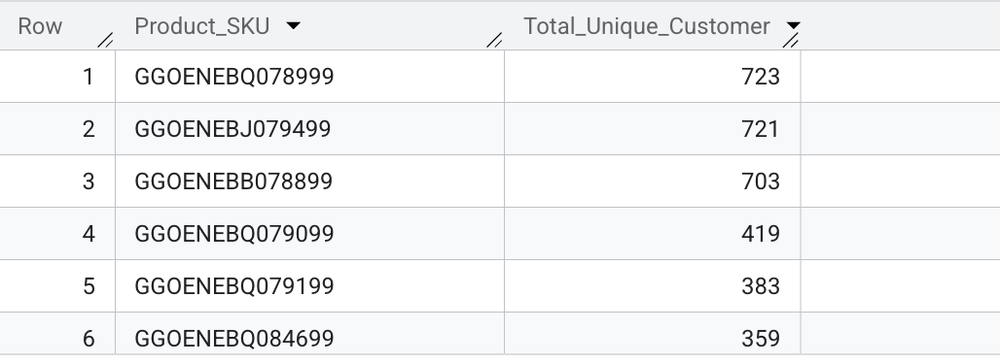 Row Product_SKU Total_Unique_Customer
1 GGOENEBQ078999 723
2 GGOENEBJ079499 721
3 GGOENEBB078899 703
4 GGOENEBQ079099 419
5 GGOENEBQ079199 383
6 GGOENEBQ084699 359